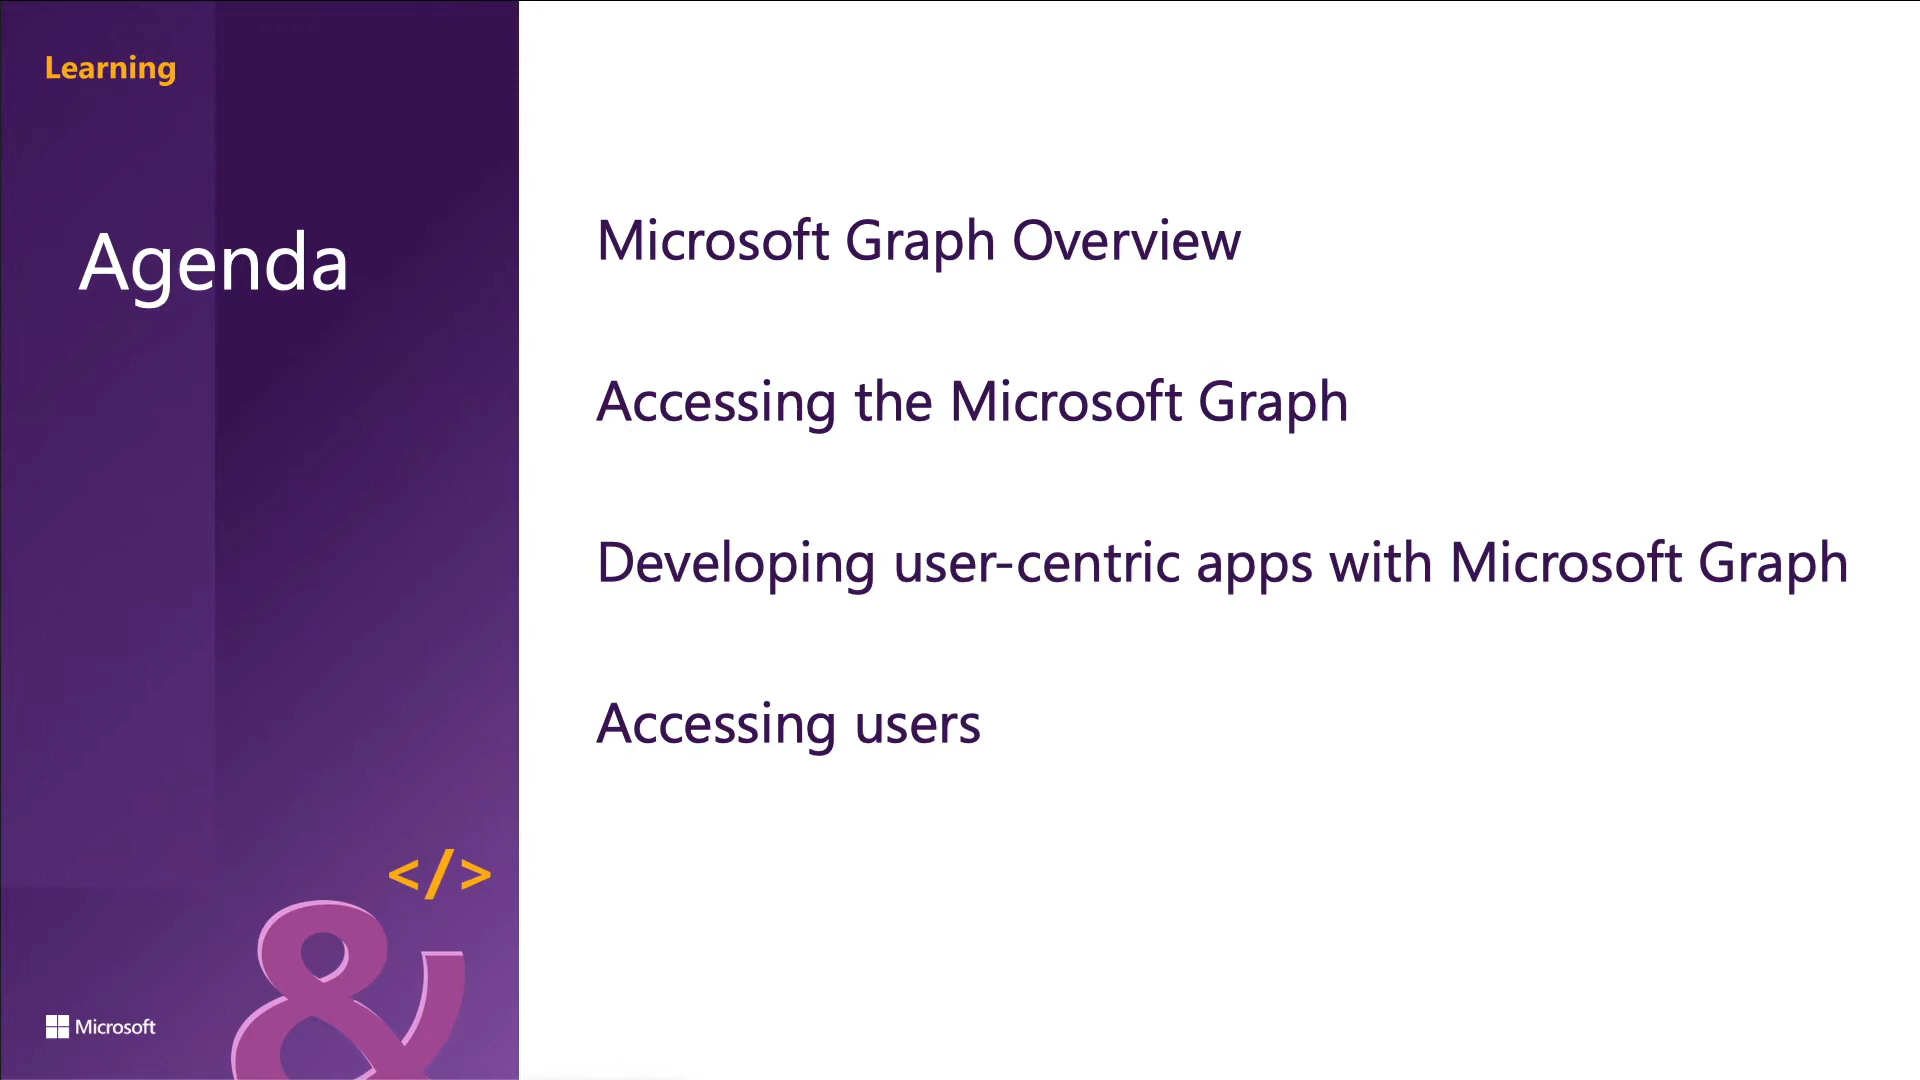 Learning
Agenda
Microsoft Graph Overview
Accessing the Microsoft Graph
Developing user-centric apps with Microsoft Graph
Accessing users
</>
&
Microsoft